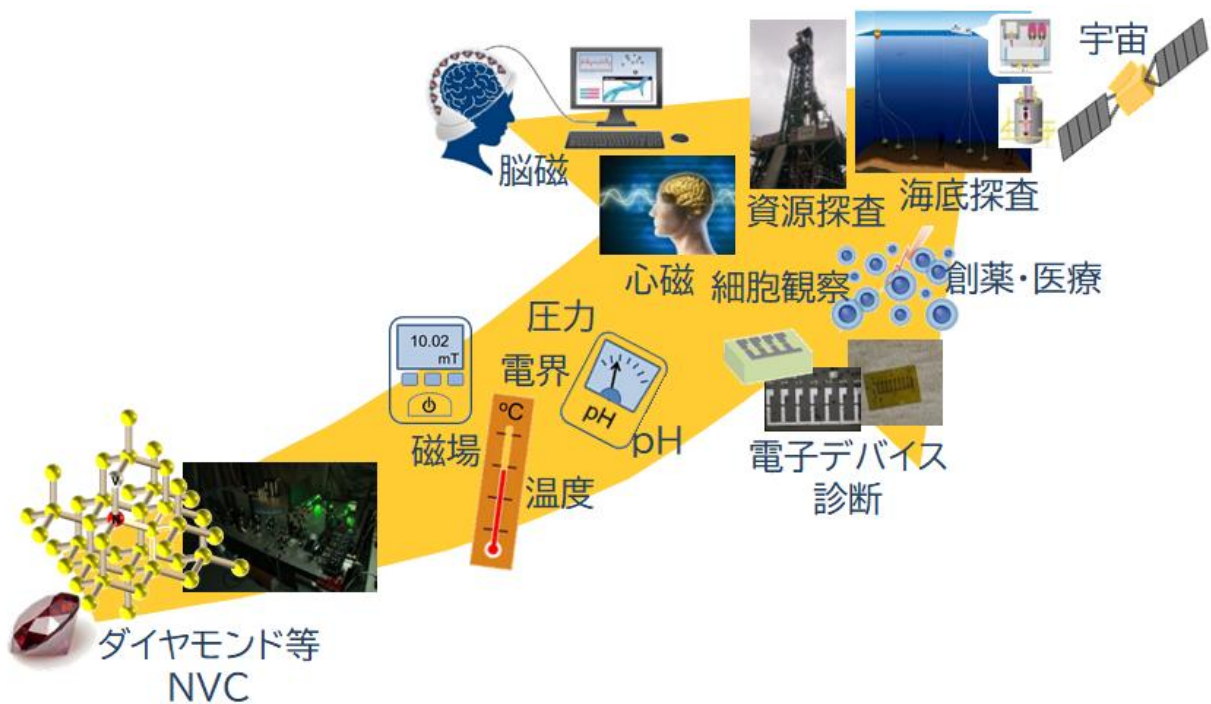 宇宙
脳磁
資源探査
海底探査
心磁
細胞観察
創薬・医療
圧力
10.02
mT
電界
℃
pH
磁場
pH
温度
電子デバイス
診断
V
N
ダイヤモンド等
NVC